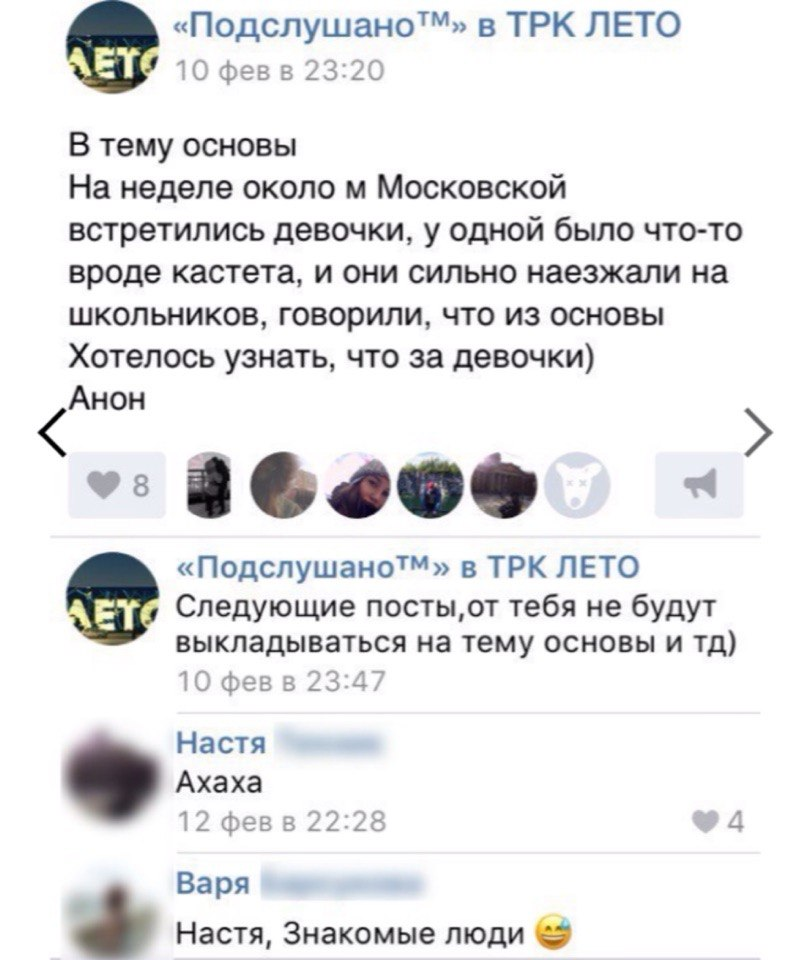 «Подслушано™» в ТРК ЛЕТО
10 фев в 23:20
В тему основы
На неделе около м Московской
встретились девочки, у одной было что-то
вроде кастета, и они сильно наезжали на
школьников, говорили, что из основы
Хотелось узнать, что за девочки)
Анон
8
«Подслушано™» в ТРК ЛЕТО
Следующие посты,от тебя не будут
выкладываться на тему основы и тд)
10 фев в 23:47
Настя
Ахаха
12 фев в 22:28
4
Варя
Настя, Знакомые люди 😅